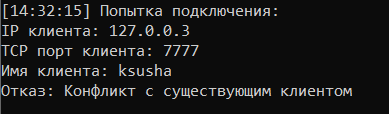 [14:32:15] Попытка подключения:
IP клиента: 127.0.0.3
TCP порт клиента: 7777
Имя клиента: ksusha
Отказ: Конфликт с существующим клиентом